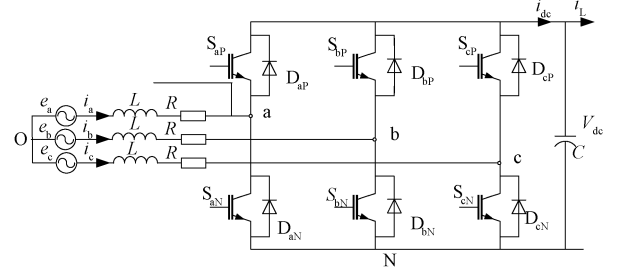 i_dc i_L
S_aP D_aP S_bP D_bP S_cP D_cP
e_a i_a L R a
O e_b i_b L R b V_dc
e_c i_c L R c C
S_aN D_aN S_bN D_bN S_cN D_cN
N